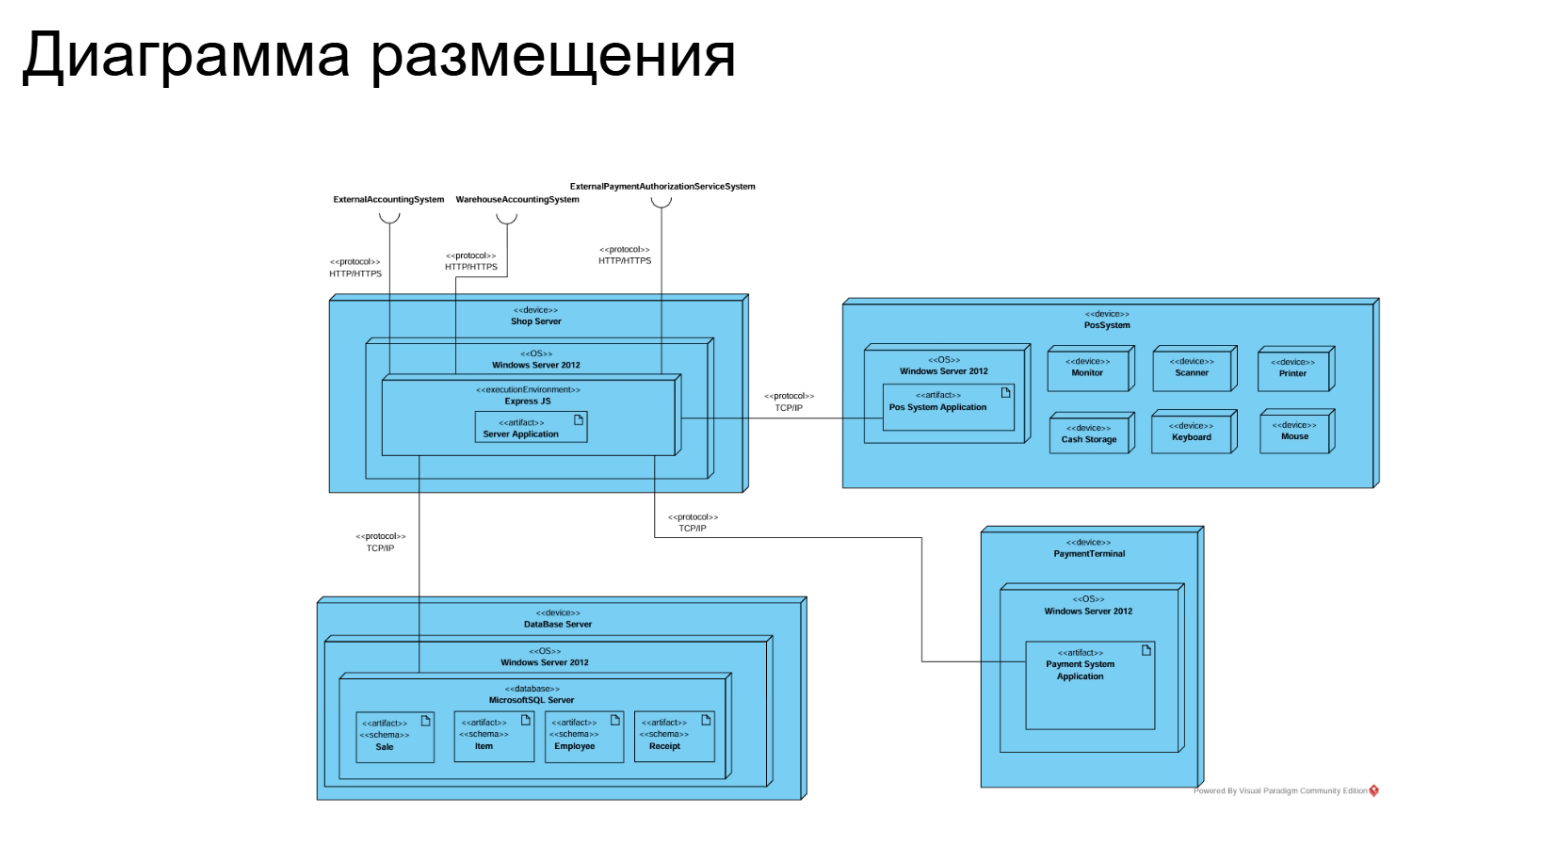 Диаграмма размещения
ExternalPaymentAuthorizationServiceSystem
ExternalAccountingSystem
WarehouseAccountingSystem
<<protocol>>
HTTP/HTTPS
<<protocol>>
HTTP/HTTPS
<<protocol>>
HTTP/HTTPS
<<device>>
Shop Server
<<OS>>
Windows Server 2012
<<executionEnvironment>>
Express JS
<<artifact>>
Server Application
<<protocol>>
TCP/IP
<<device>>
PosSystem
<<OS>>
Windows Server 2012
<<artifact>>
Pos System Application
<<device>>
Monitor
<<device>>
Scanner
<<device>>
Printer
<<device>>
Cash Storage
<<device>>
Keyboard
<<device>>
Mouse
<<protocol>>
TCP/IP
<<protocol>>
TCP/IP
<<device>>
PaymentTerminal
<<OS>>
Windows Server 2012
<<artifact>>
Payment System
Application
<<device>>
DataBase Server
<<OS>>
Windows Server 2012
<<database>>
MicrosoftSQL Server
<<artifact>>
<<schema>>
Sale
<<artifact>>
<<schema>>
Item
<<artifact>>
<<schema>>
Employee
<<artifact>>
<<schema>>
Receipt
Powered By Visual Paradigm Community Edition